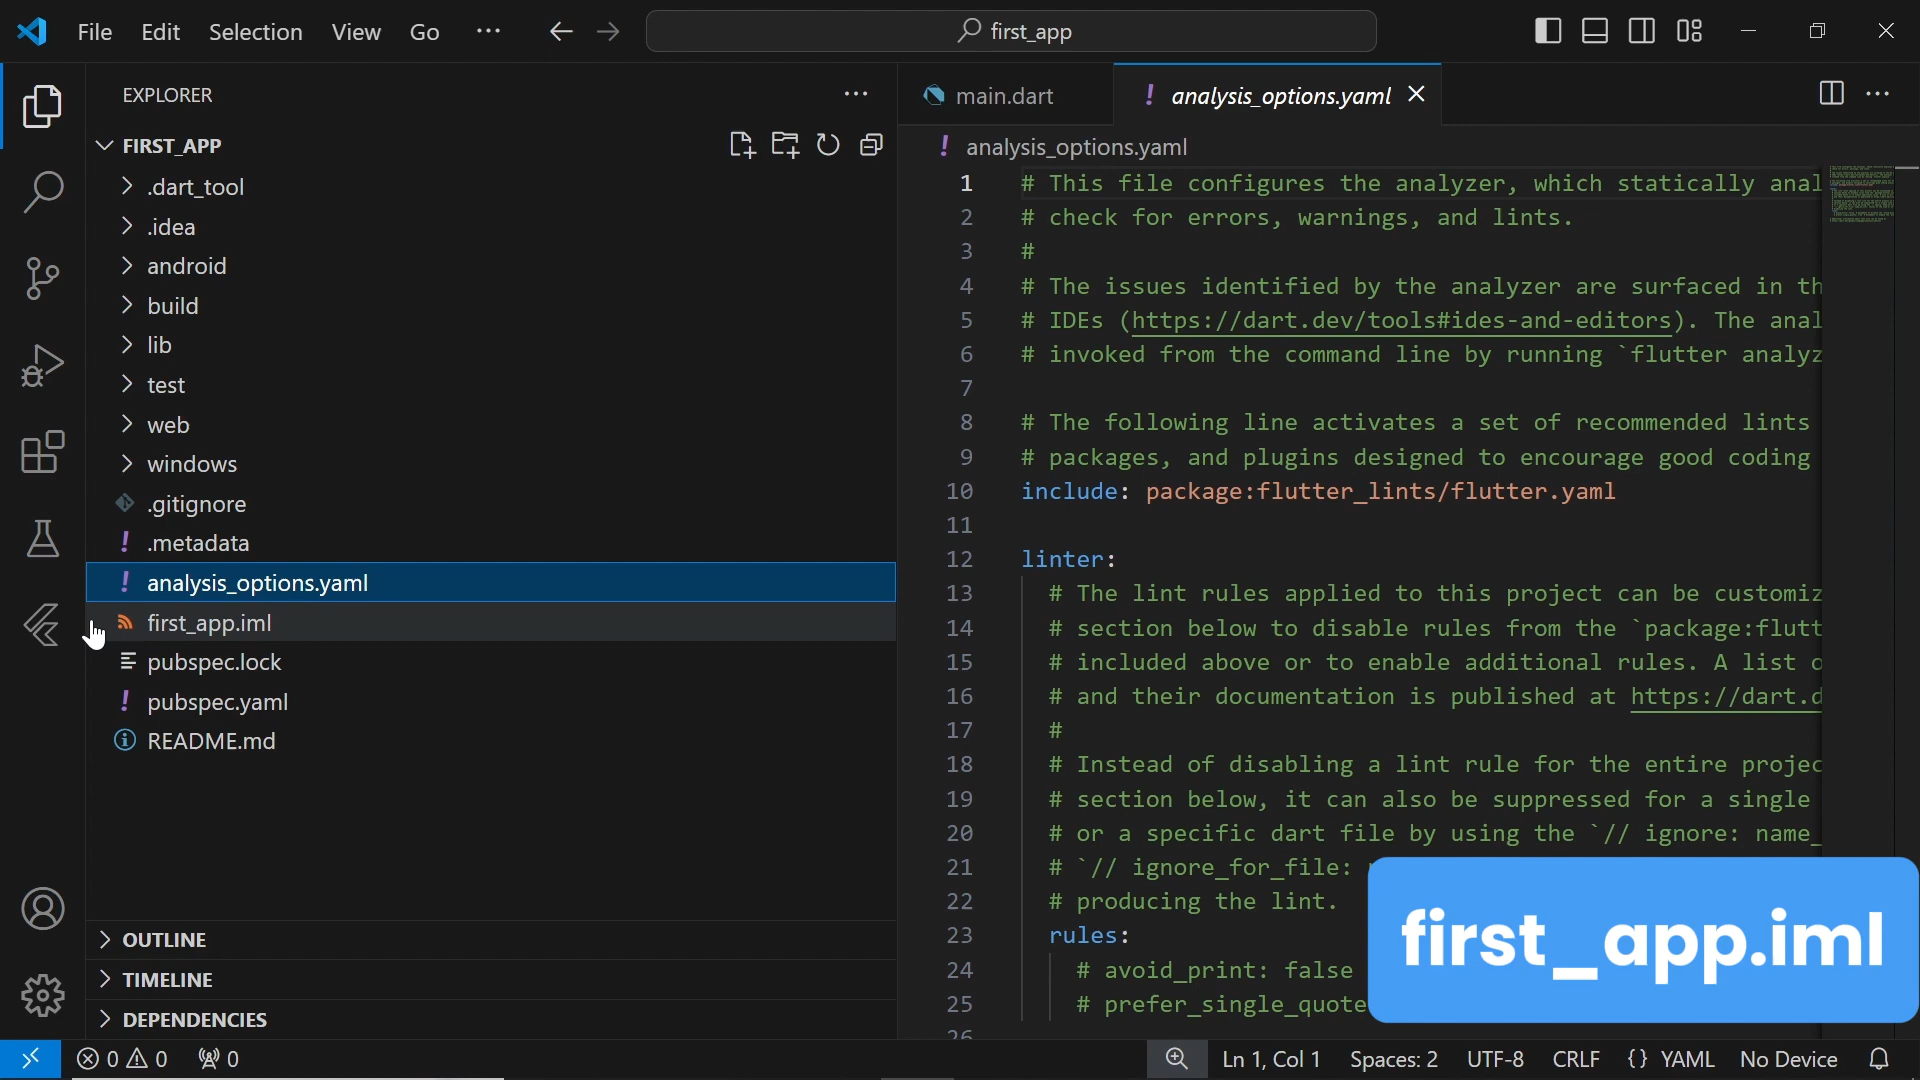 File Edit Selection View Go ··· first_app
EXPLORER
FIRST_APP
.dart_tool
.idea
android
build
lib
test
web
windows
.gitignore
! .metadata
! analysis_options.yaml
first_app.iml
pubspec.lock
! pubspec.yaml
README.md
OUTLINE
TIMELINE
DEPENDENCIES
main.dart
! analysis_options.yaml
! analysis_options.yaml
1 # This file configures the analyzer, which statically anal
2 # check for errors, warnings, and lints.
3 #
4 # The issues identified by the analyzer are surfaced in th
5 # IDEs (https://dart.dev/tools#ides-and-editors). The anal
6 # invoked from the command line by running `flutter analyz
7
8 # The following line activates a set of recommended lints
9 # packages, and plugins designed to encourage good coding
10 include: package:flutter_lints/flutter.yaml
11
12 linter:
13 # The lint rules applied to this project can be customiz
14 # section below to disable rules from the `package:flutt
15 # included above or to enable additional rules. A list o
16 # and their documentation is published at https://dart.d
17 #
18 # Instead of disabling a lint rule for the entire projec
19 # section below, it can also be suppressed for a single
20 # or a specific dart file by using the `// ignore: name_
21 # `// ignore_for_file:
22 # producing the lint.
23 rules:
24 # avoid_print: false
25 # prefer_single_quote
26
first_app.iml
0 0 0
Ln 1, Col 1 Spaces: 2 UTF-8 CRLF {} YAML No Device